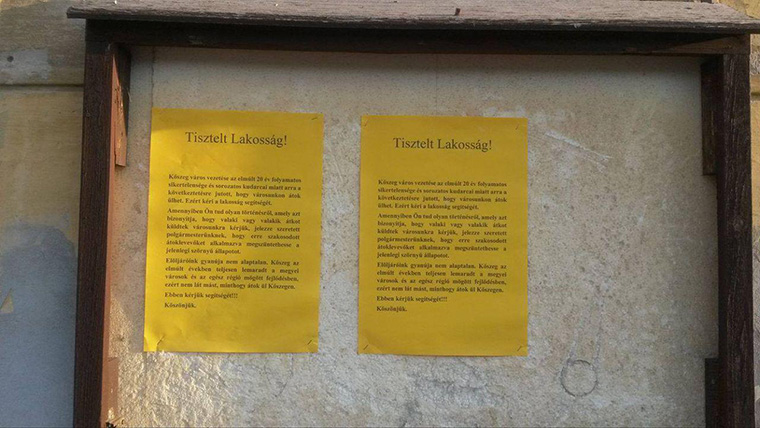 Tisztelt Lakosság!
Kőszeg város vezetése az elmúlt 20 év folyamatos
sikertelensége és sorozatos kudarcai miatt arra a
következtetésre jutott, hogy városunkon átok
ülhet. Ezért kéri a lakosság segítségét.
Amennyiben Ön tud olyan történésről, amely azt
bizonyítja, hogy valaki vagy valakik átkot
küldtek városunkra kérjük, jelezze szeretett
polgármesterünknek, hogy erre szakosodott
átoklevevőket alkalmazva megszüntethesse a
jelenlegi szörnyű állapotot.
Elöljáróink gyanúja nem alaptalan. Kőszeg az
elmúlt években teljesen lemaradt a megyei
városok és az egész régió mögött fejlődésben,
ezért nem lát mást, minthogy átok ül Kőszegen.
Ebben kérjük segítségét!!!
Köszönjük.
Tisztelt Lakosság!
Kőszeg város vezetése az elmúlt 20 év folyamatos
sikertelensége és sorozatos kudarcai miatt arra a
következtetésre jutott, hogy városunkon átok
ülhet. Ezért kéri a lakosság segítségét.
Amennyiben Ön tud olyan történésről, amely azt
bizonyítja, hogy valaki vagy valakik átkot
küldtek városunkra kérjük, jelezze szeretett
polgármesterünknek, hogy erre szakosodott
átoklevevőket alkalmazva megszüntethesse a
jelenlegi szörnyű állapotot.
Elöljáróink gyanúja nem alaptalan. Kőszeg az
elmúlt években teljesen lemaradt a megyei
városok és az egész régió mögött fejlődésben,
ezért nem lát mást, minthogy átok ül Kőszegen.
Ebben kérjük segítségét!!!
Köszönjük.